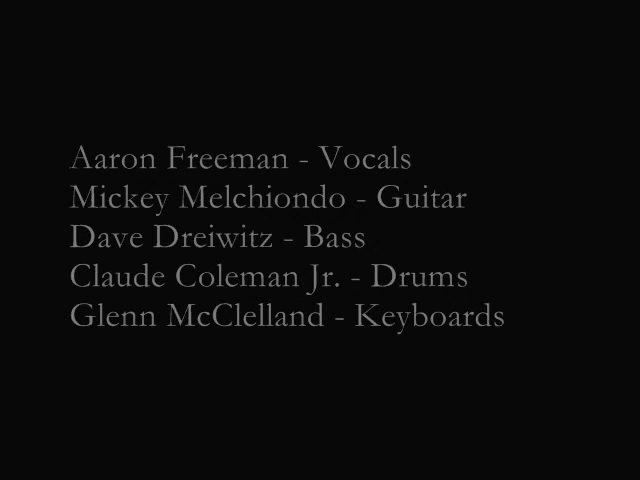 Aaron Freeman - Vocals
Mickey Melchiondo - Guitar
Dave Dreiwitz - Bass
Claude Coleman Jr. - Drums
Glenn McClelland - Keyboards